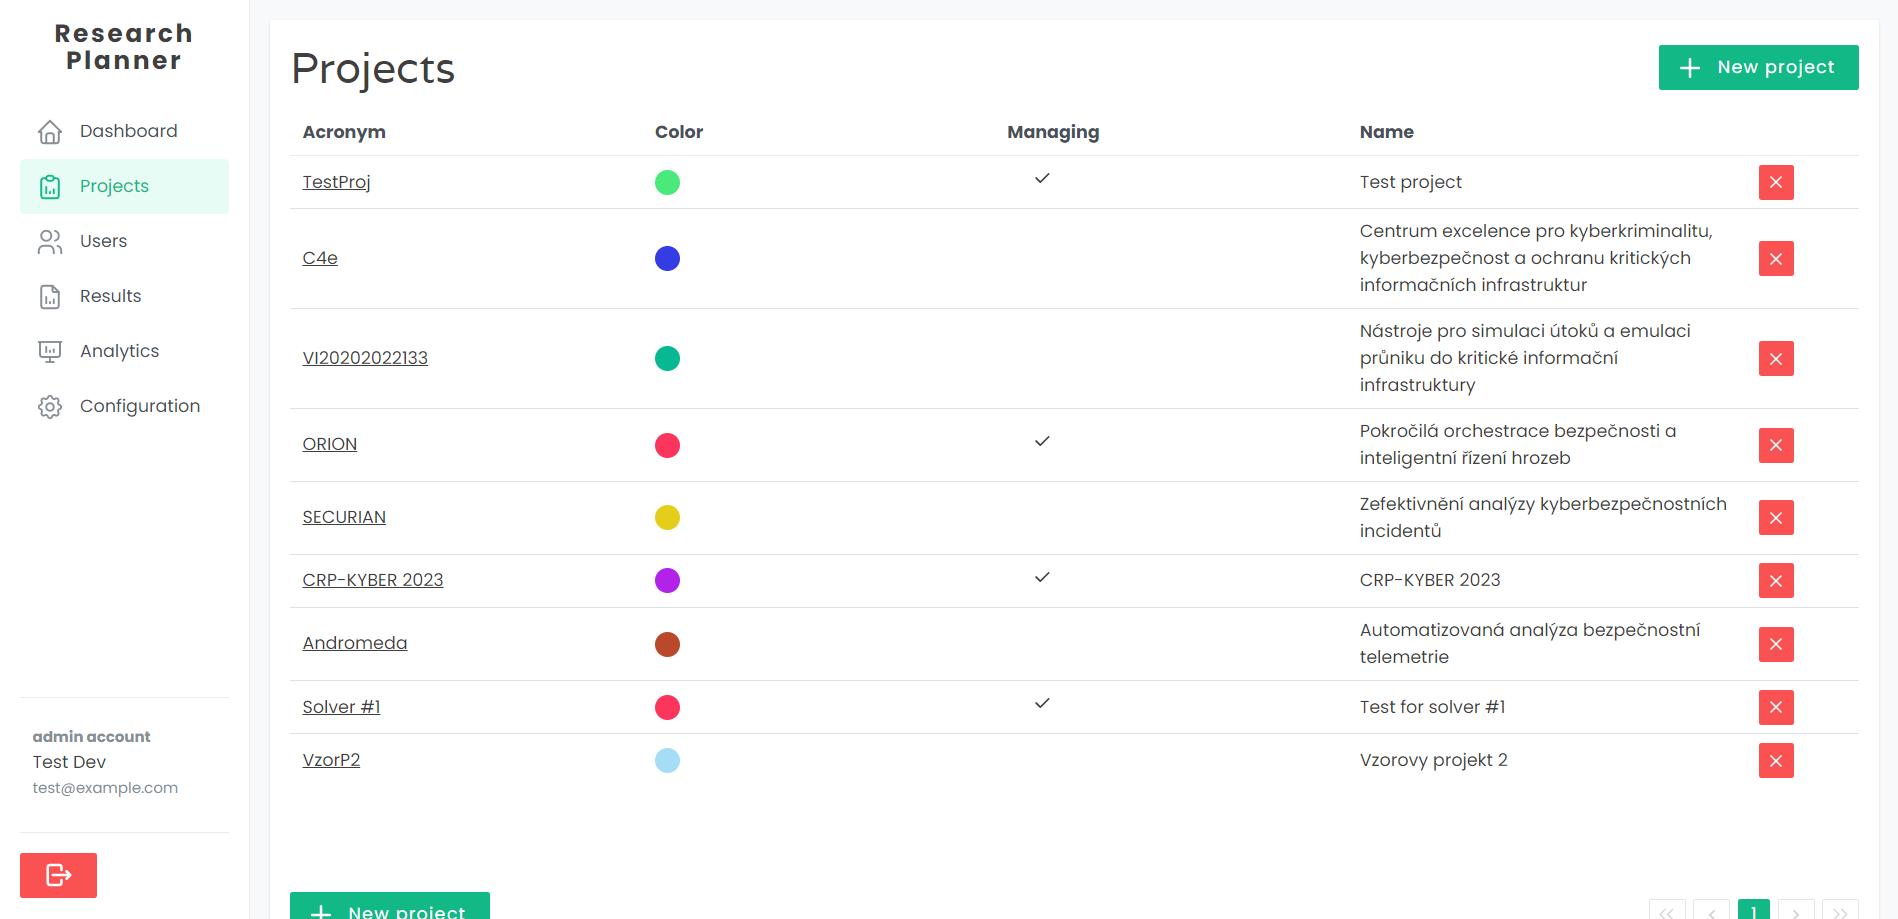 Research
Planner
Dashboard
Projects
Users
Results
Analytics
Configuration
admin account
Test Dev
test@example.com
Projects
New project
Acronym Color Managing Name
TestProj Test project
C4e Centrum excelence pro kyberkriminalitu,
kyberbezpečnost a ochranu kritických
informačních infrastruktur
VI20202022133 Nástroje pro simulaci útoků a emulaci
průniku do kritické informační
infrastruktury
ORION Pokročilá orchestrace bezpečnosti a
inteligentní řízení hrozeb
SECURIAN Zefektivnění analýzy kyberbezpečnostních
incidentů
CRP-KYBER 2023 CRP-KYBER 2023
Andromeda Automatizovaná analýza bezpečnostní
telemetrie
Solver #1 Test for solver #1
VzorP2 Vzorovy projekt 2
New project
1